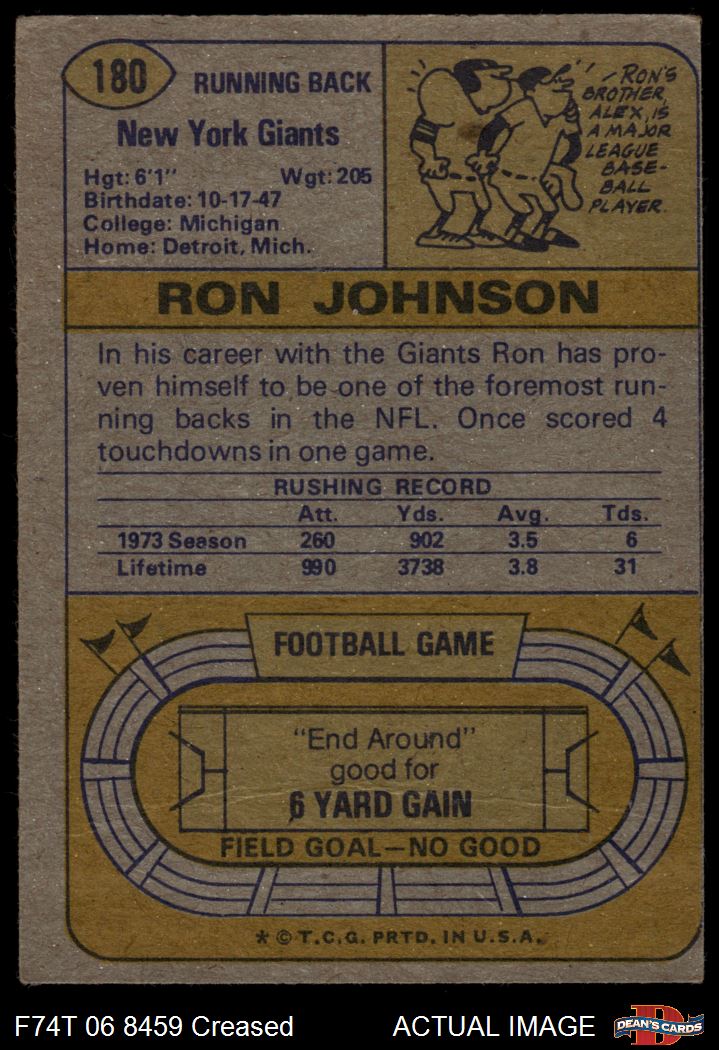 180
RUNNING BACK
New York Giants
Hgt: 6'1" Wgt: 205
Birthdate: 10-17-47
College: Michigan
Home: Detroit, Mich.
RON'S
BROTHER,
ALEX, IS
A MAJOR
LEAGUE
BASE-
BALL
PLAYER.
RON JOHNSON
In his career with the Giants Ron has pro-
ven himself to be one of the foremost run-
ning backs in the NFL. Once scored 4
touchdowns in one game.
RUSHING RECORD
Att. Yds. Avg. Tds.
1973 Season 260 902 3.5 6
Lifetime 990 3738 3.8 31
FOOTBALL GAME
"End Around"
good for
6 YARD GAIN
FIELD GOAL—NO GOOD
* © T.C.G. PRTD. IN U.S.A.
F74T 06 8459 Creased ACTUAL IMAGE
D
DEAN'S CARDS